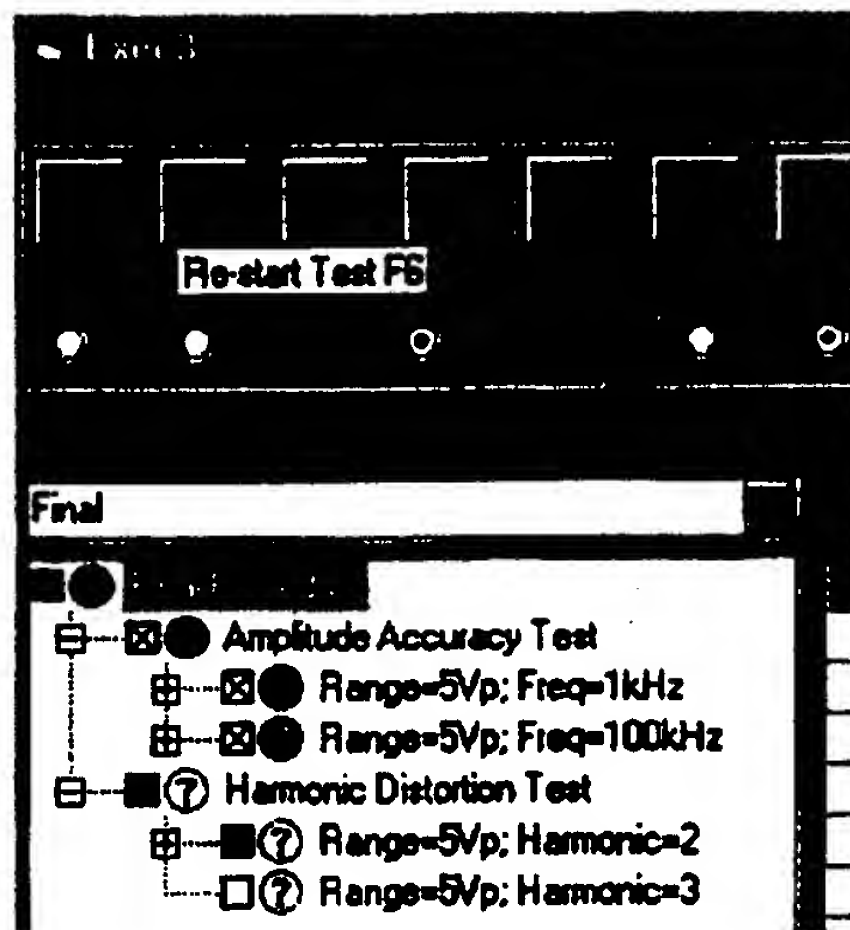 Re-start Test F6
Final
Amplitude Accuracy Test
Range=5Vp; Freq=1kHz
Range=5Vp; Freq=100kHz
Harmonic Distortion Test
Range=5Vp; Harmonic=2
Range=5Vp; Harmonic=3